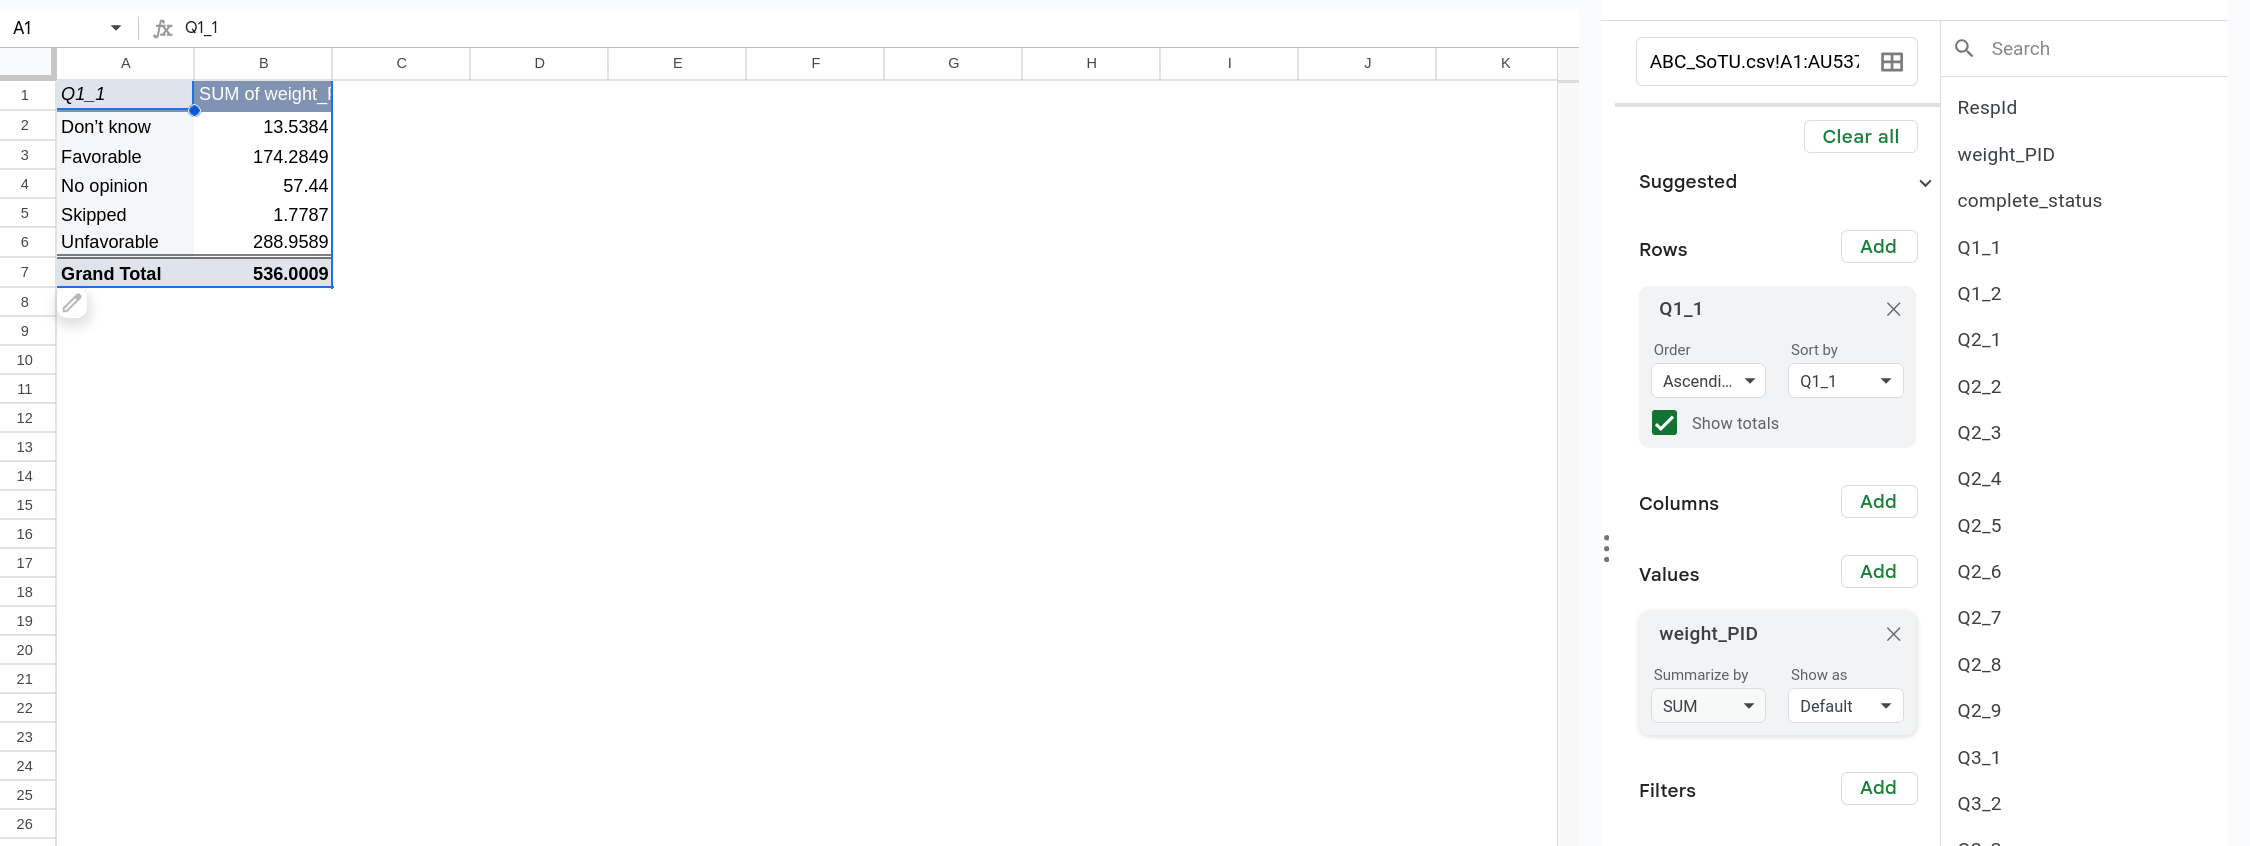 A1 fx Q1_1
A B C D E F G H I J K
1 Q1_1 SUM of weight_P
2 Don’t know 13.5384
3 Favorable 174.2849
4 No opinion 57.44
5 Skipped 1.7787
6 Unfavorable 288.9589
7 Grand Total 536.0009
8
9
10
11
12
13
14
15
16
17
18
19
20
21
22
23
24
25
26
ABC_SoTU.csv!A1:AU537
Clear all
Suggested
Rows Add
Q1_1
Order Sort by
Ascendi... Q1_1
Show totals
Columns Add
Values Add
weight_PID
Summarize by Show as
SUM Default
Filters Add
Search
RespId
weight_PID
complete_status
Q1_1
Q1_2
Q2_1
Q2_2
Q2_3
Q2_4
Q2_5
Q2_6
Q2_7
Q2_8
Q2_9
Q3_1
Q3_2